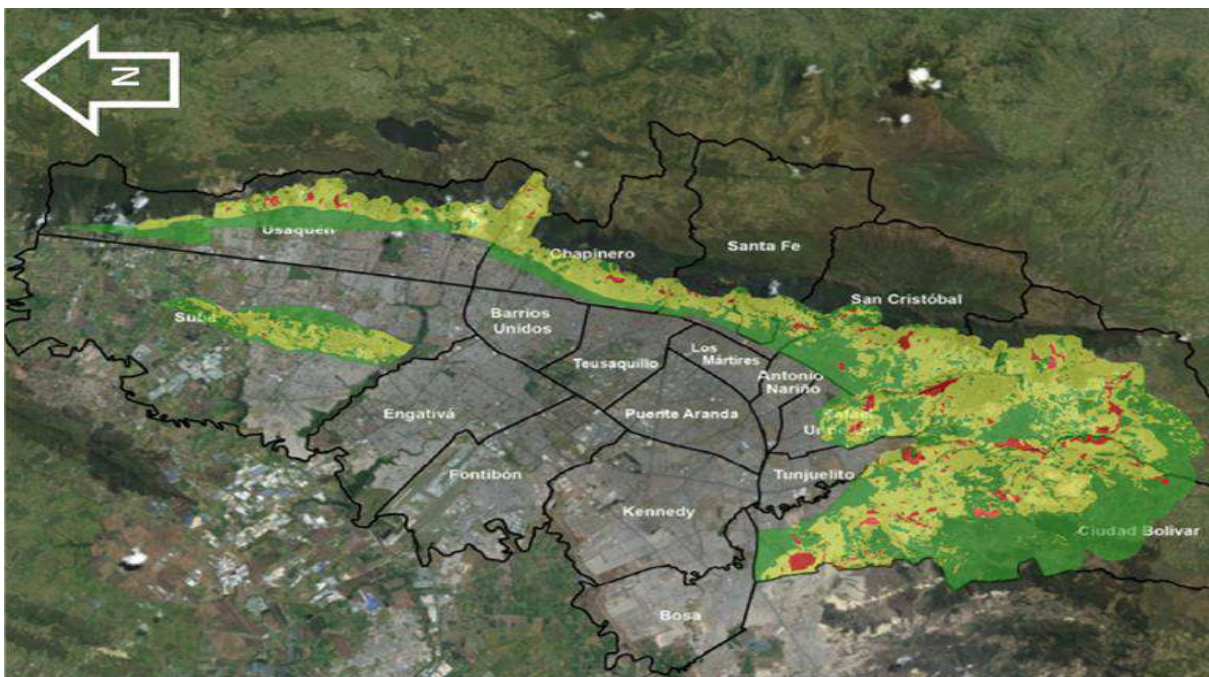 N
Usaquén
Chapinero
Santa Fe
San Cristóbal
Suba
Barrios
Unidos
Teusaquillo
Los
Mártires
Antonio
Nariño
Engativá
Puente Aranda
Fontibón
Tunjuelito
Kennedy
Ciudad Bolivar
Bosa